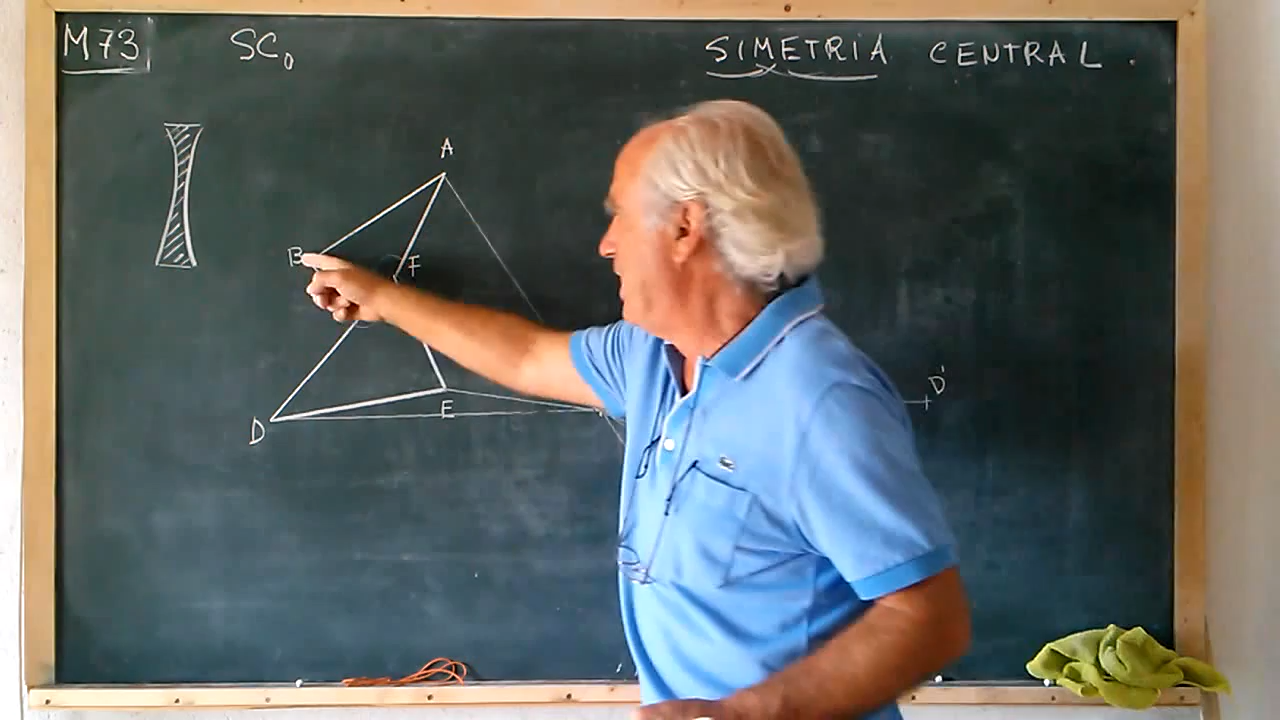 M73 SC₀ SIMETRIA CENTRAL .
A
B F
D'
E
D